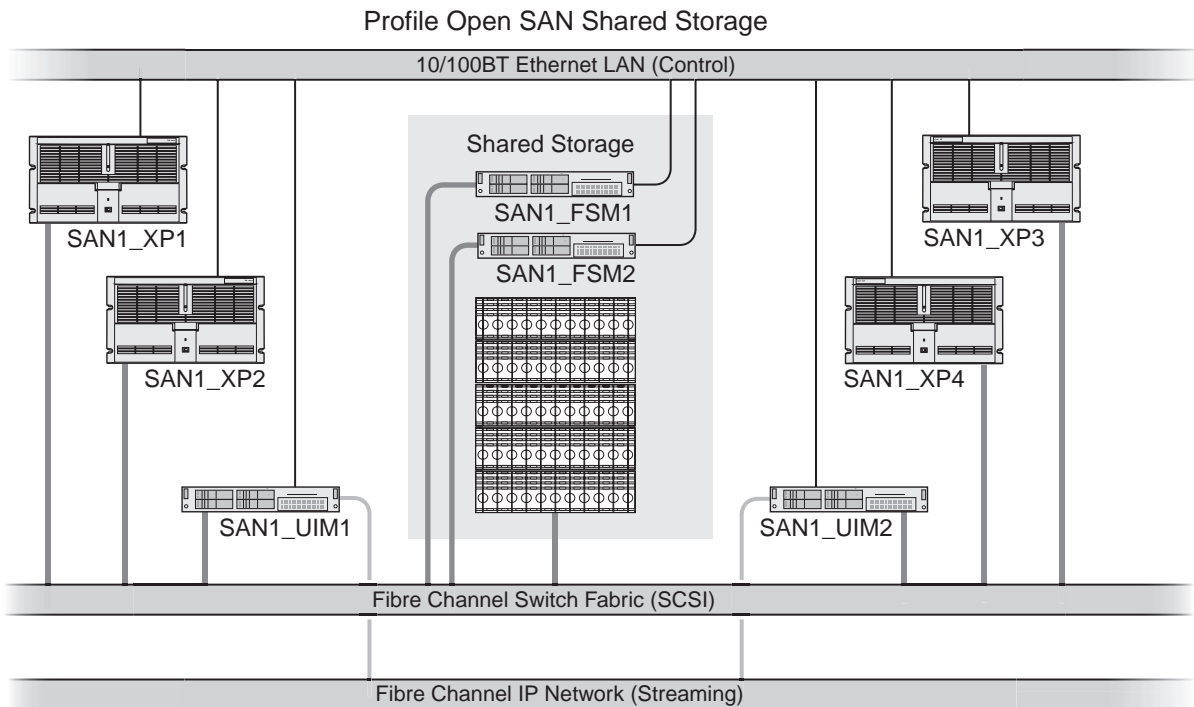 Profile Open SAN Shared Storage
10/100BT Ethernet LAN (Control)
Shared Storage
SAN1_FSM1
SAN1_XP1
SAN1_XP3
SAN1_FSM2
SAN1_XP2
SAN1_XP4
SAN1_UIM1
SAN1_UIM2
Fibre Channel Switch Fabric (SCSI)
Fibre Channel IP Network (Streaming)